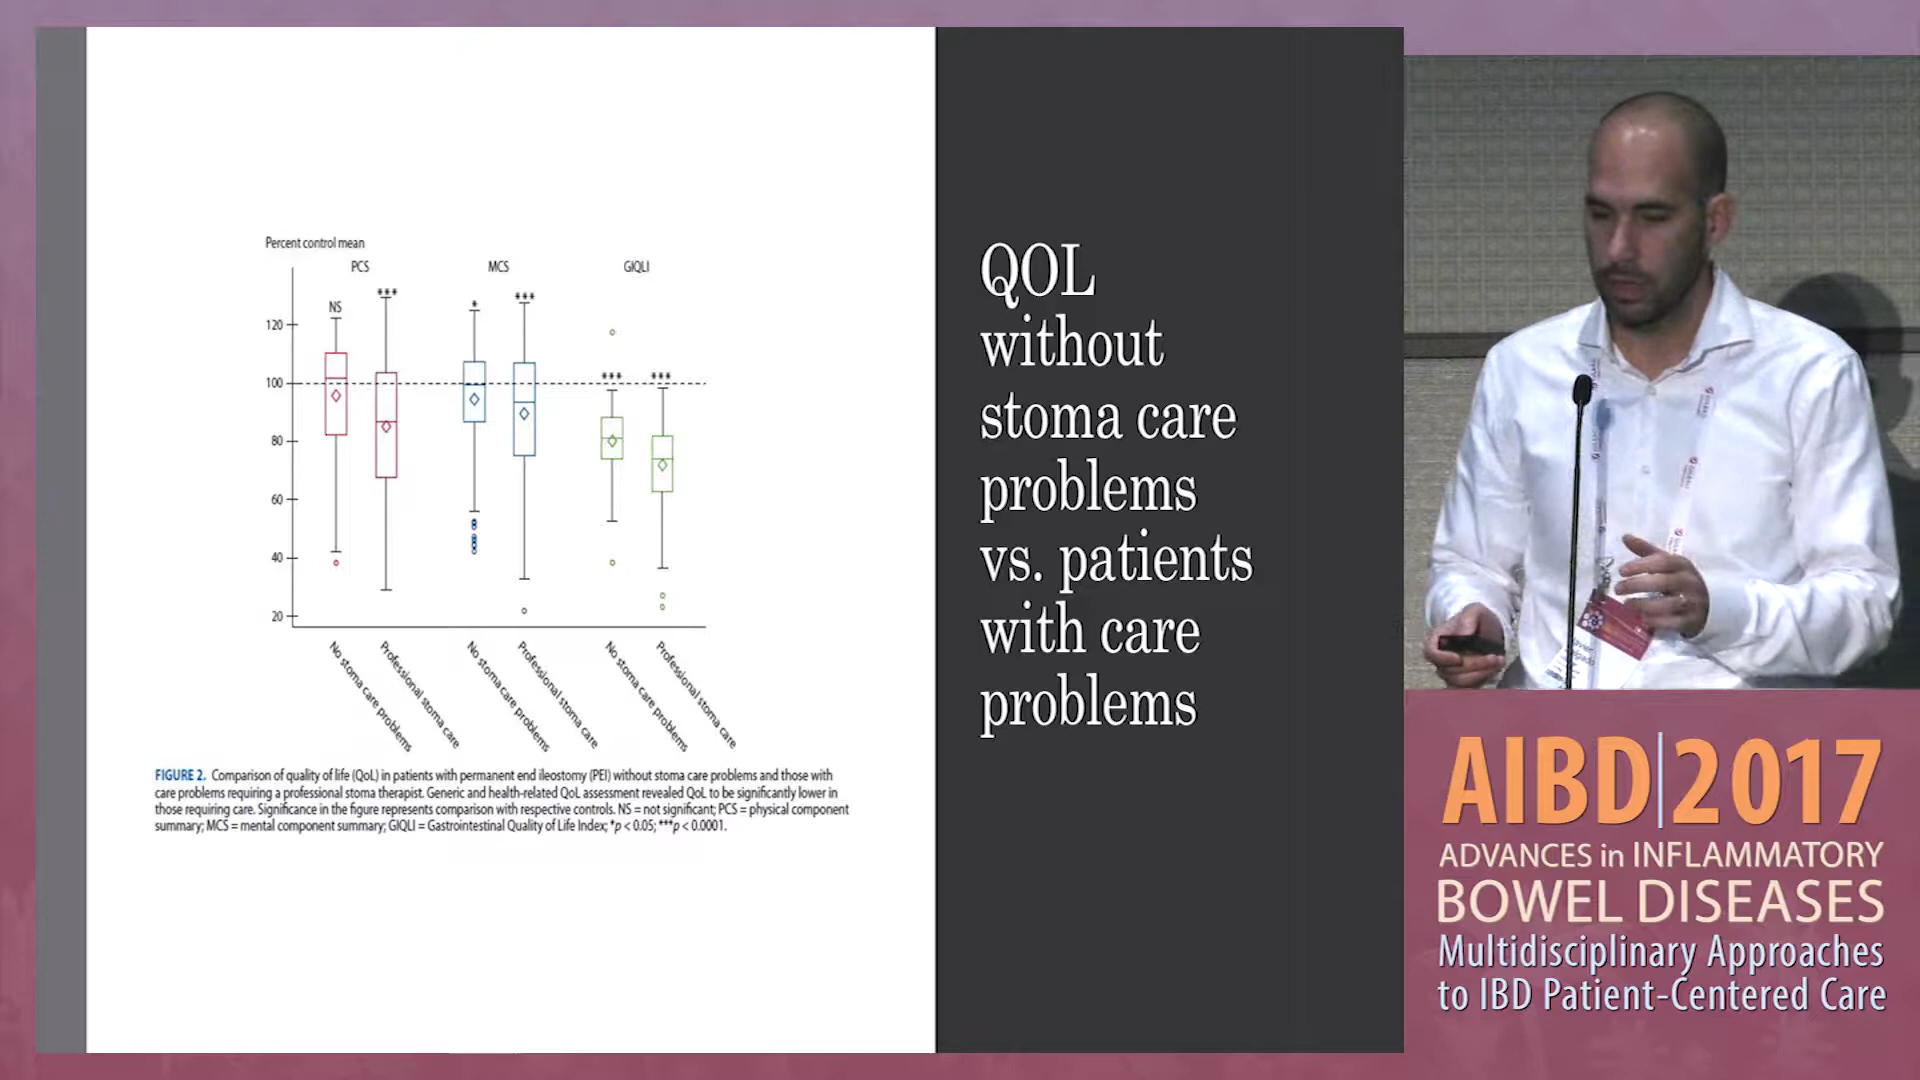 Percent control mean
PCS
MCS
GIQLI
NS
***
*
***
***
***
120
100
80
60
40
20
No stoma care problems
Professional stoma care
No stoma care problems
Professional stoma care
No stoma care problems
Professional stoma care
FIGURE 2. Comparison of quality of life (QoL) in patients with permanent end ileostomy (PEI) without stoma care problems and those with
care problems requiring a professional stoma therapist. Generic and health-related QoL assessment revealed QoL to be significantly lower in
those requiring care. Significance in the figure represents comparison with respective controls. NS = not significant; PCS = physical component
summary; MCS = mental component summary; GIQLI = Gastrointestinal Quality of Life Index; *p < 0.05; ***p < 0.0001.
QOL
without
stoma care
problems
vs. patients
with care
problems
AIBD|2017
ADVANCES in INFLAMMATORY
BOWEL DISEASES
Multidisciplinary Approaches
to IBD Patient-Centered Care